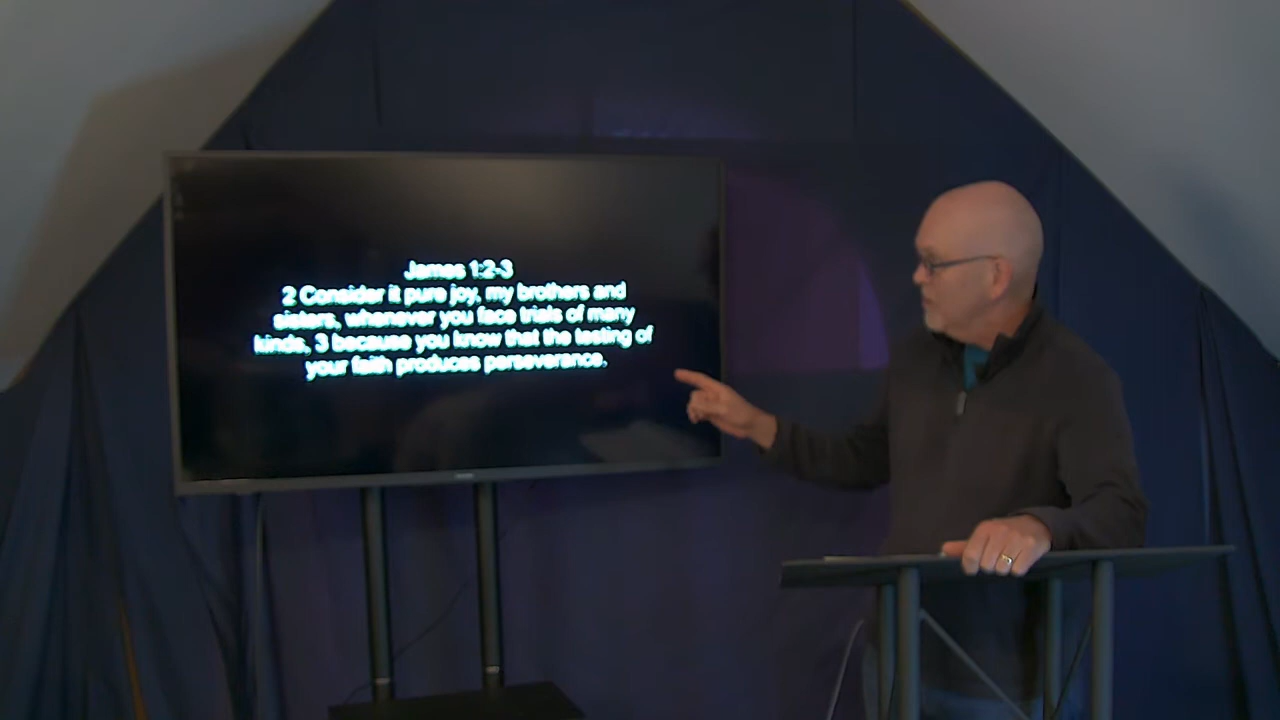 James 1:2-3
2 Consider it pure joy, my brothers and
sisters, whenever you face trials of many
kinds, 3 because you know that the testing of
your faith produces perseverance.